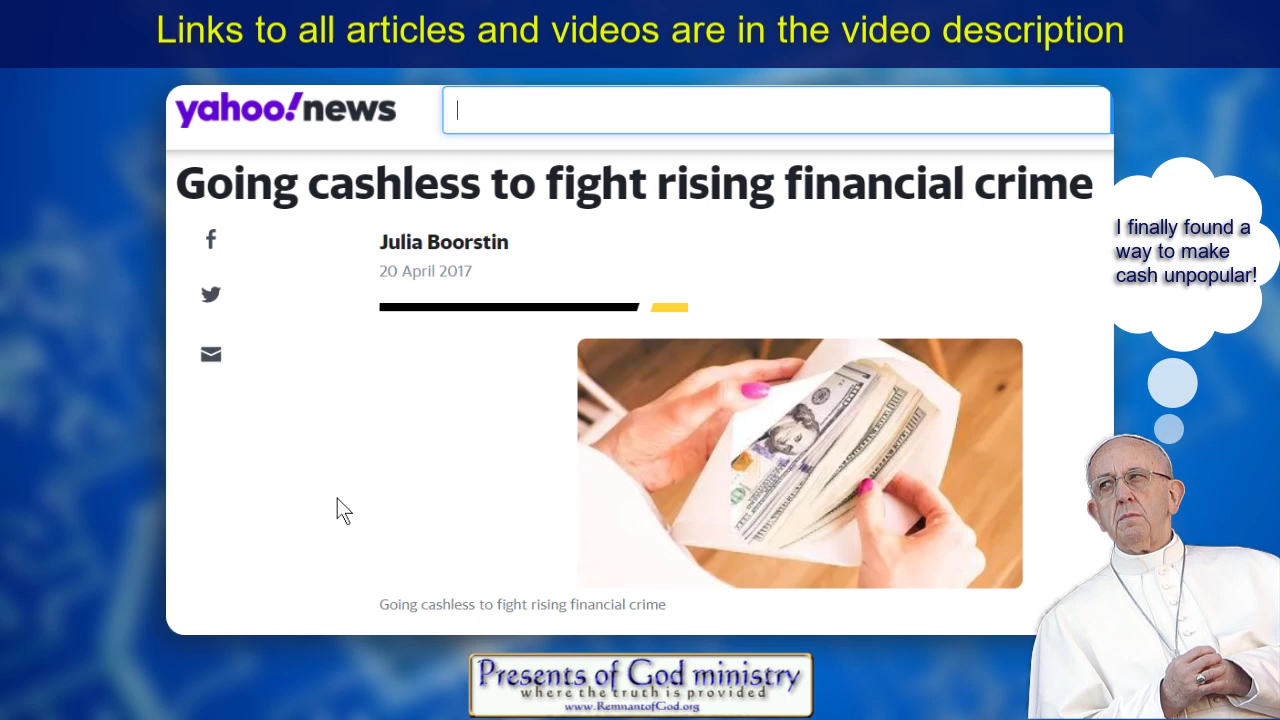 Links to all articles and videos are in the video description
yahoo!news
Going cashless to fight rising financial crime
Julia Boorstin
20 April 2017
I finally found a
way to make
cash unpopular!
Going cashless to fight rising financial crime
Presents of God ministry
where the truth is provided
www.RemnantofGod.org